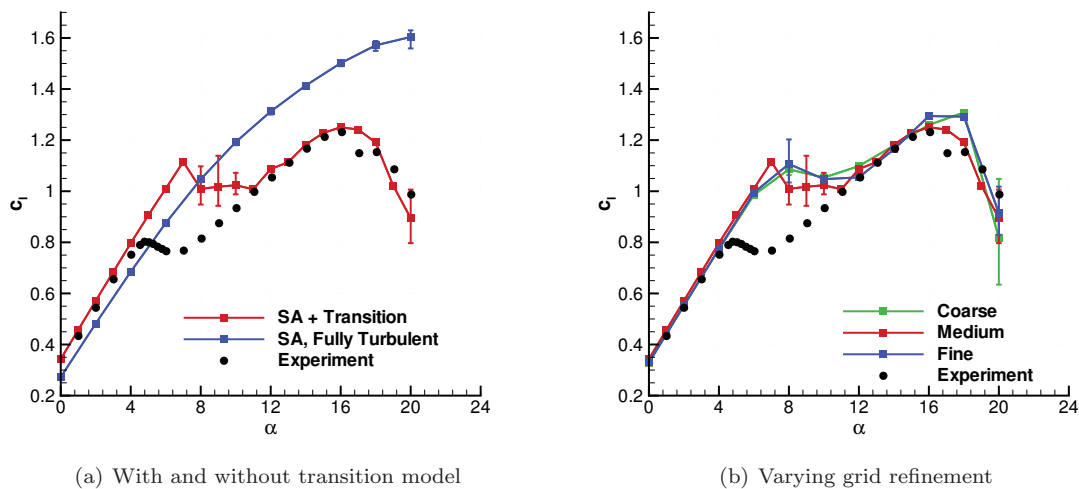 1.6
1.4
1.2
1
0.8
0.6
0.4
0.2
cl
0 4 8 12 16 20 24
α
SA + Transition
SA, Fully Turbulent
Experiment
(a) With and without transition model
1.6
1.4
1.2
1
0.8
0.6
0.4
0.2
cl
0 4 8 12 16 20 24
α
Coarse
Medium
Fine
Experiment
(b) Varying grid refinement